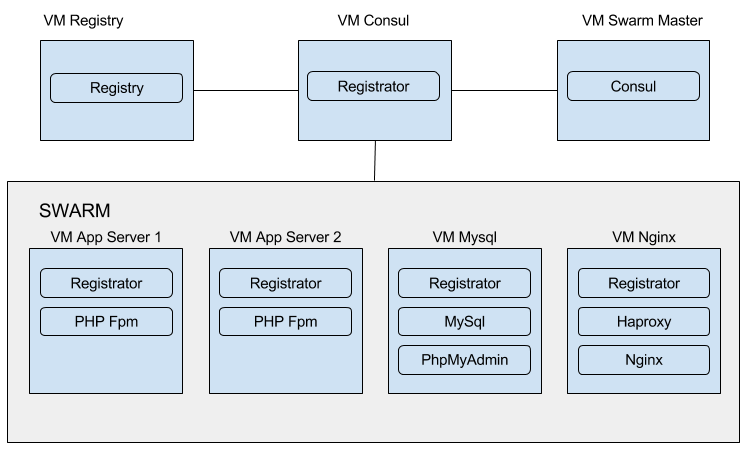 VM Registry
VM Consul
VM Swarm Master
Registry
Registrator
Consul
SWARM
VM App Server 1
VM App Server 2
VM Mysql
VM Nginx
Registrator
Registrator
Registrator
Registrator
PHP Fpm
PHP Fpm
MySql
Haproxy
PhpMyAdmin
Nginx